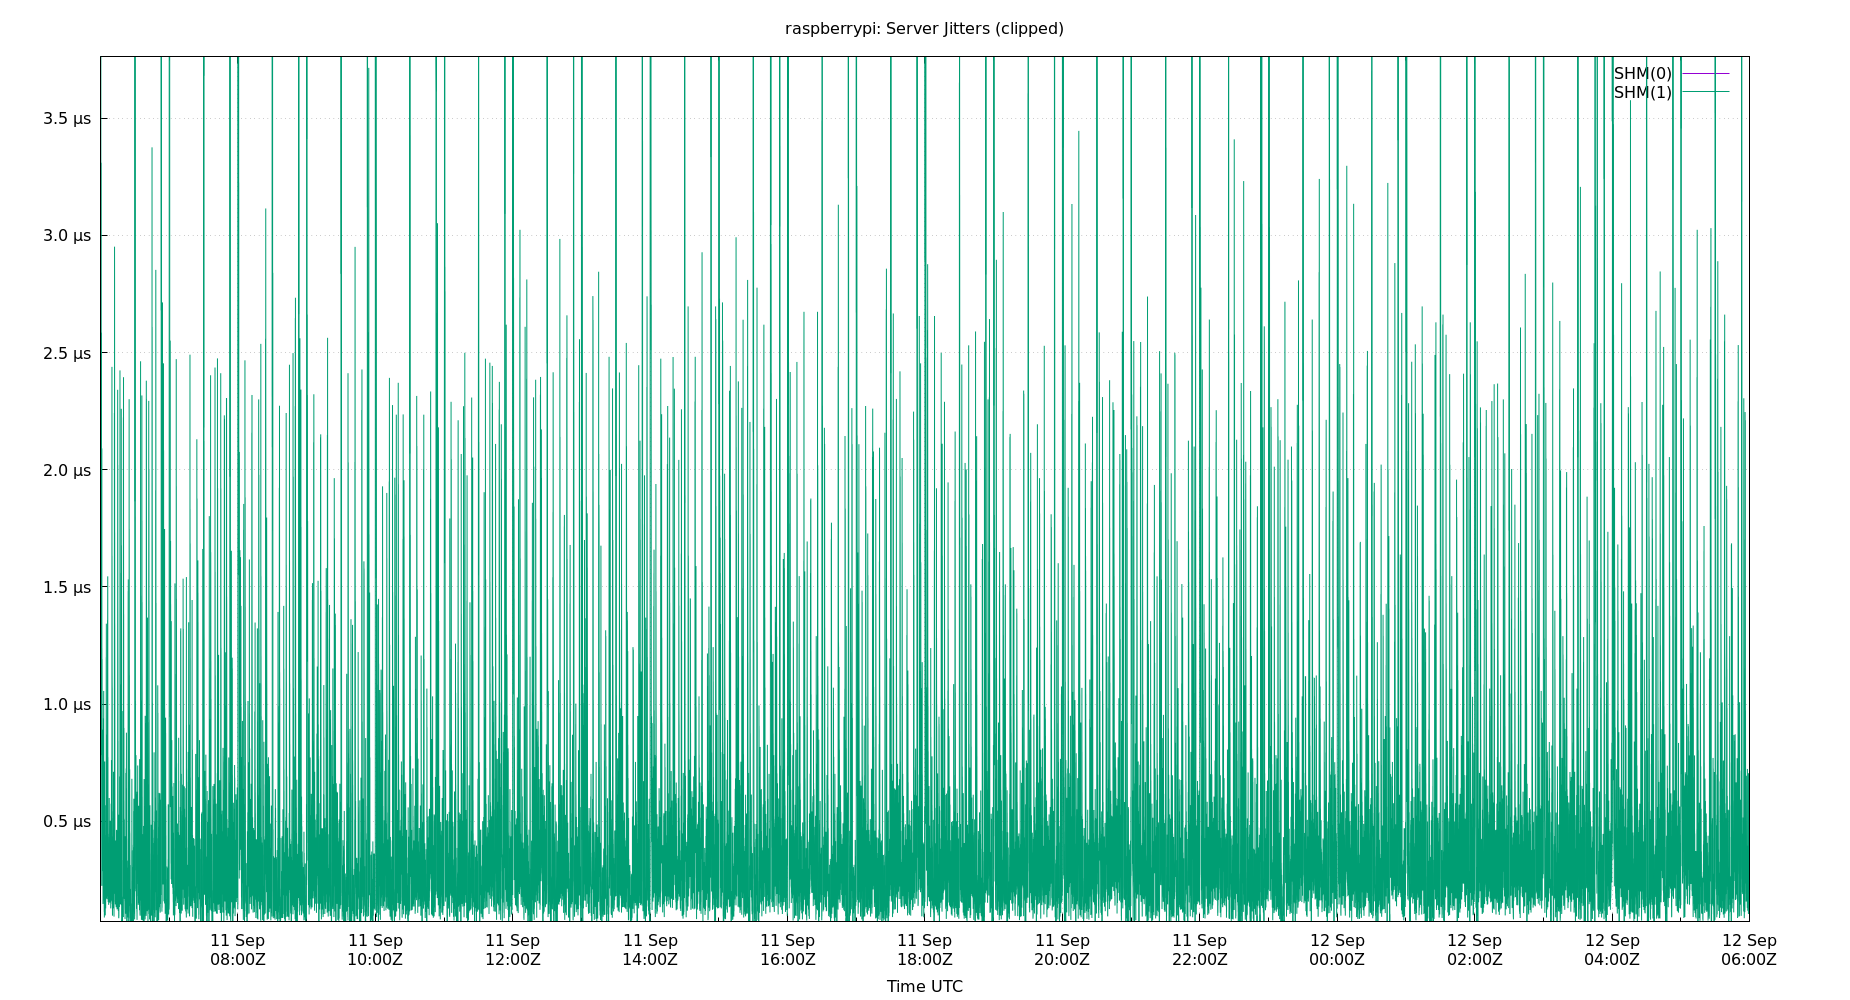 raspberrypi: Server Jitters (clipped)
SHM(0)
SHM(1)
3.5 µs
3.0 µs
2.5 µs
2.0 µs
1.5 µs
1.0 µs
0.5 µs
11 Sep 11 Sep 11 Sep 11 Sep 11 Sep 11 Sep 11 Sep 11 Sep 12 Sep 12 Sep 12 Sep 12 Sep
08:00Z 10:00Z 12:00Z 14:00Z 16:00Z 18:00Z 20:00Z 22:00Z 00:00Z 02:00Z 04:00Z 06:00Z
Time UTC